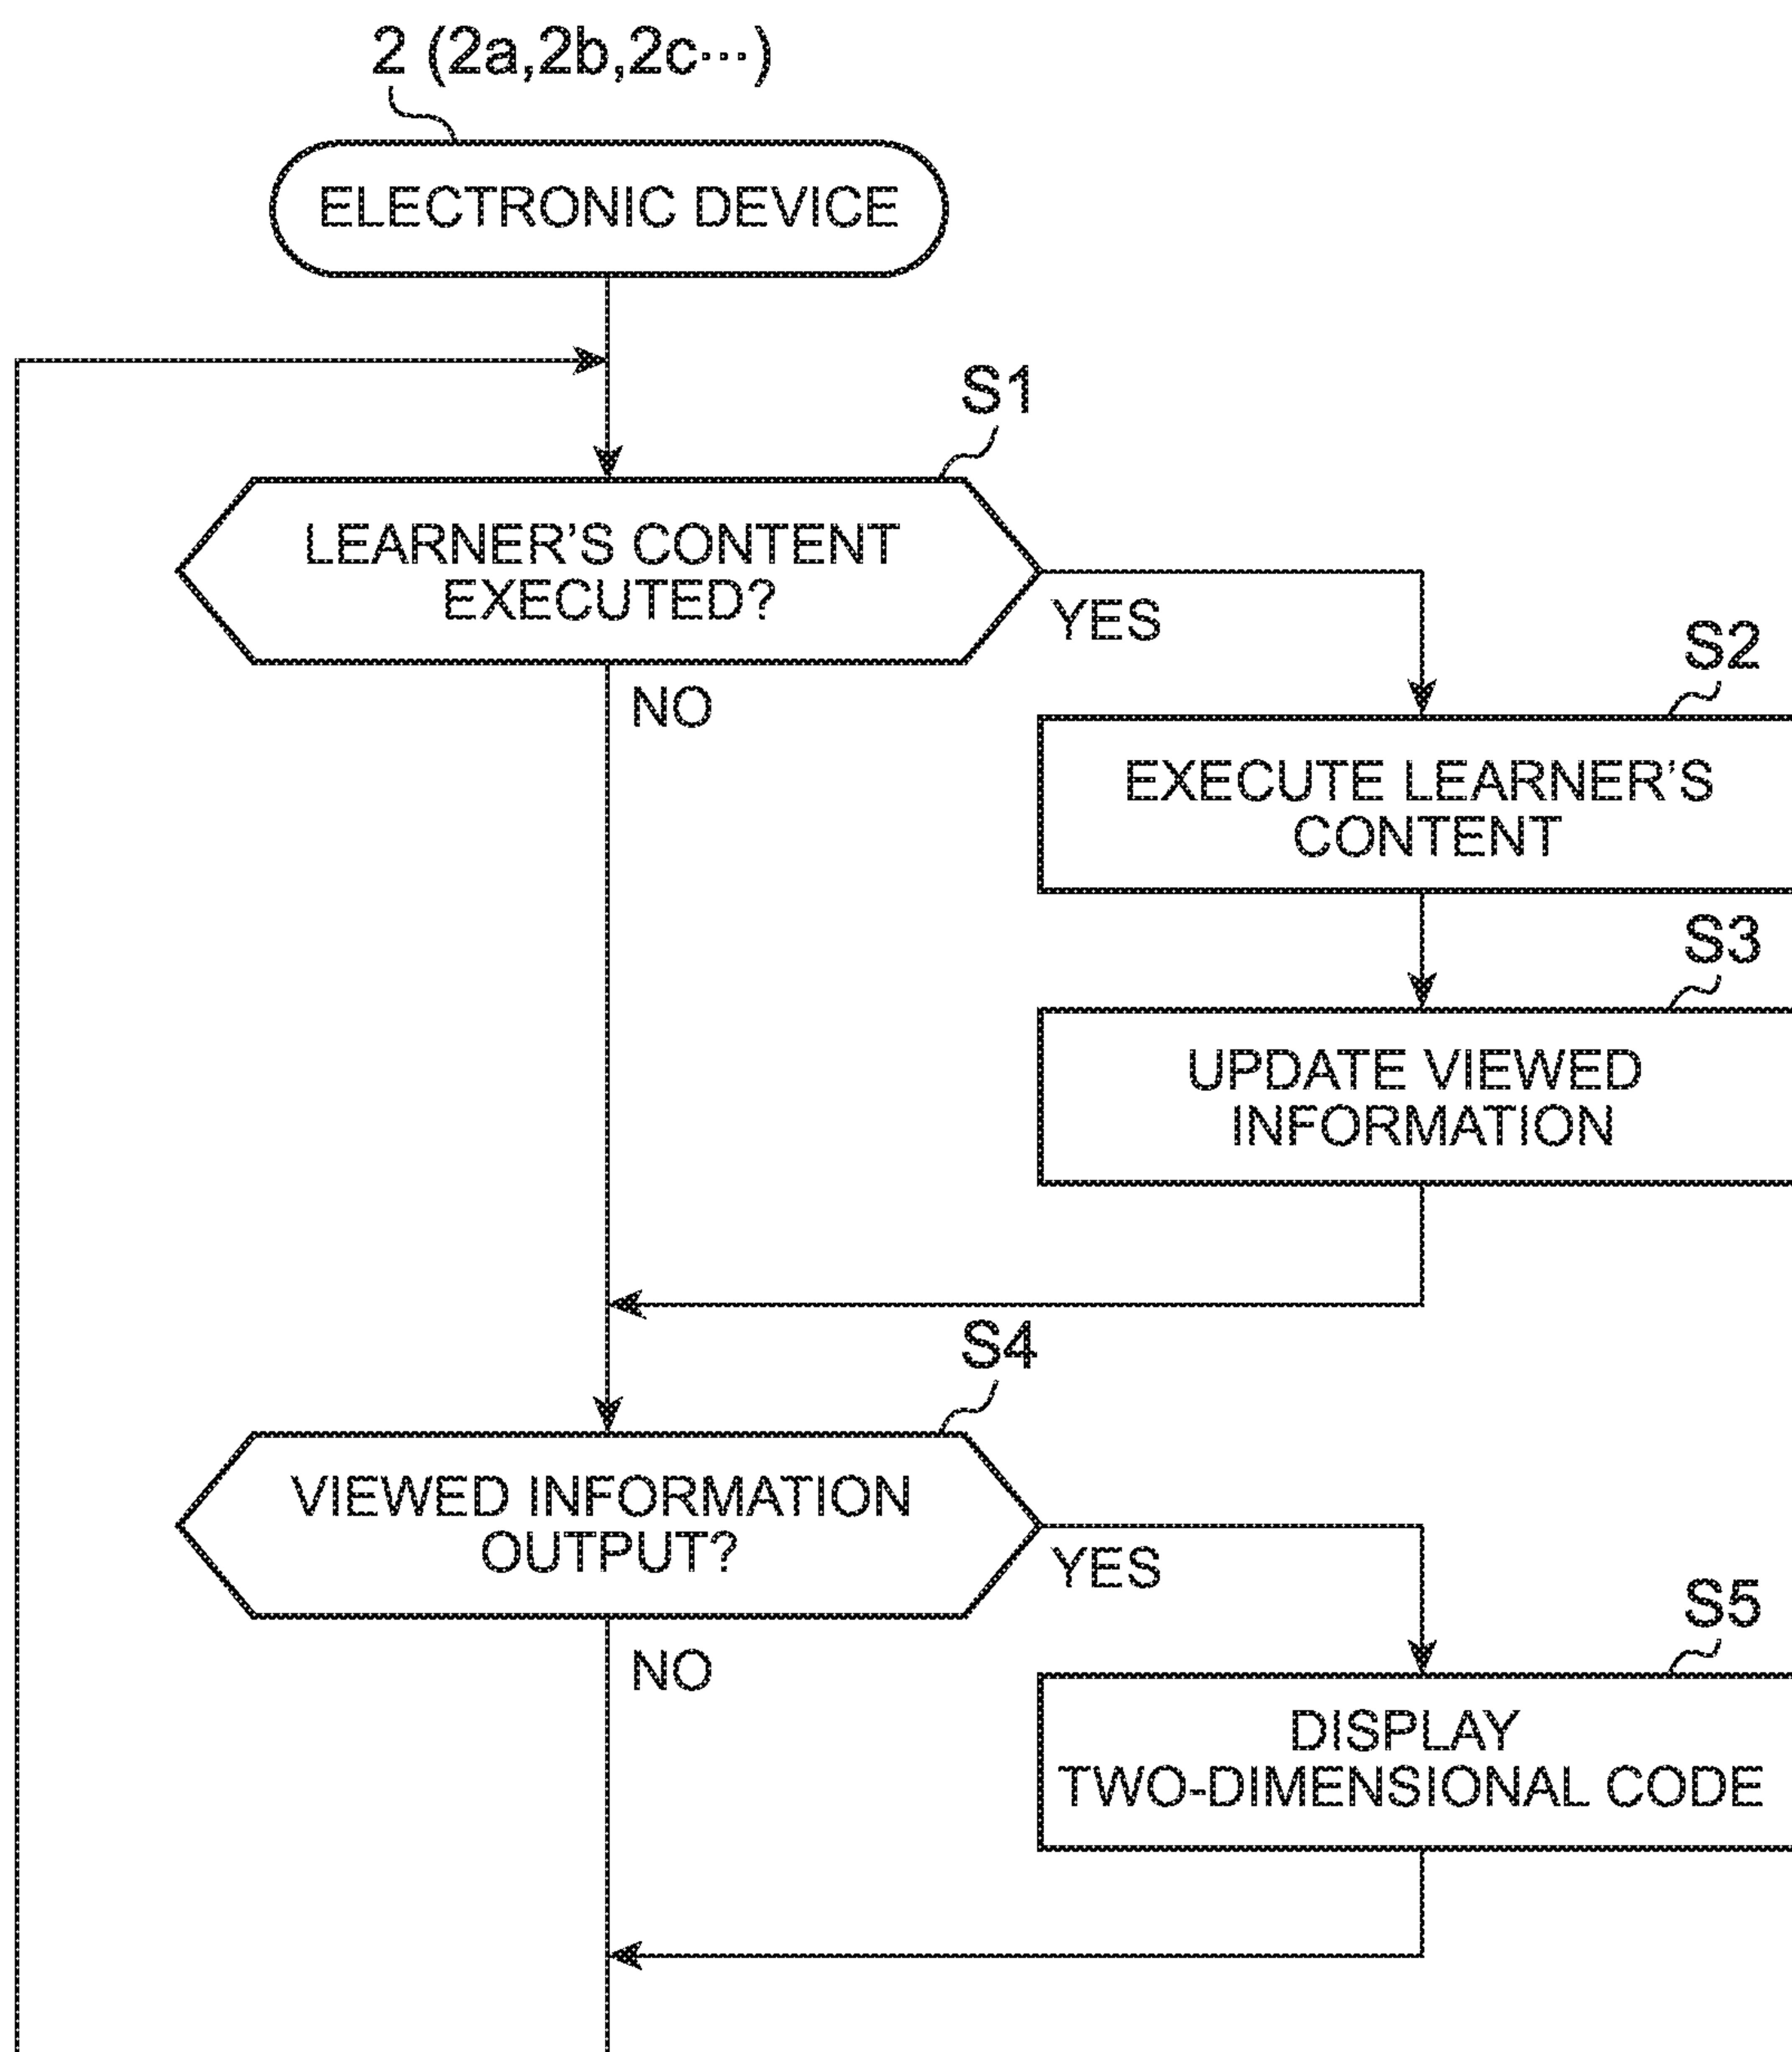 2 (2a,2b,2c···)
ELECTRONIC DEVICE
S1
LEARNER’S CONTENT
EXECUTED?
YES
NO
S2
EXECUTE LEARNER’S
CONTENT
S3
UPDATE VIEWED
INFORMATION
S4
VIEWED INFORMATION
OUTPUT?
YES
NO
S5
DISPLAY
TWO-DIMENSIONAL CODE